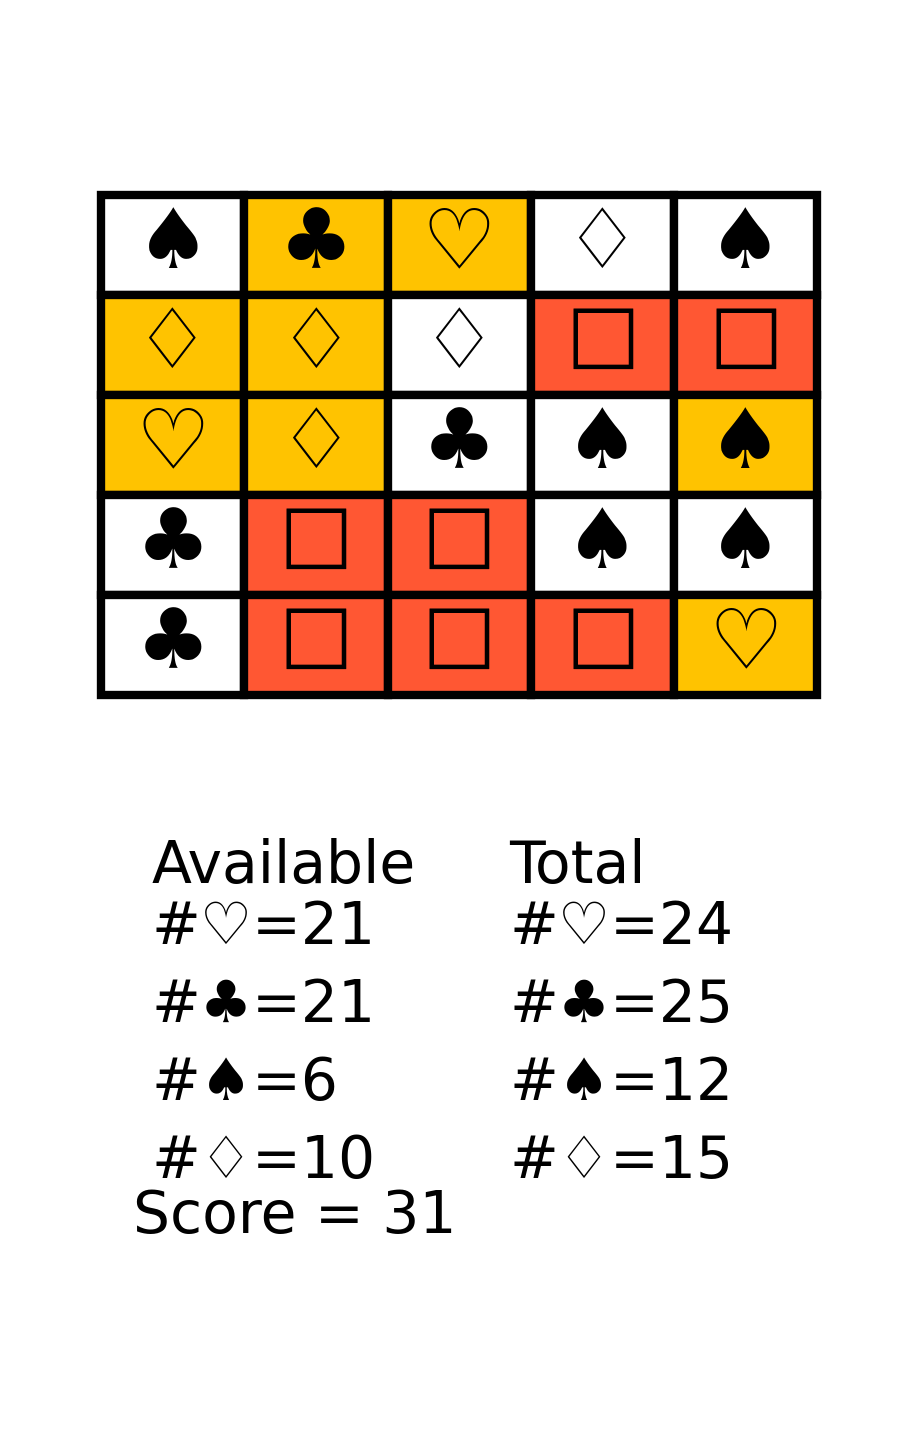 ♠ ♣ ♡ ♢ ♠
♢ ♢ ♢ □ □
♡ ♢ ♣ ♠ ♠
♣ □ □ ♠ ♠
♣ □ □ □ ♡
Available Total
#♡=21 #♡=24
#♣=21 #♣=25
#♠=6 #♠=12
#♢=10 #♢=15
Score = 31